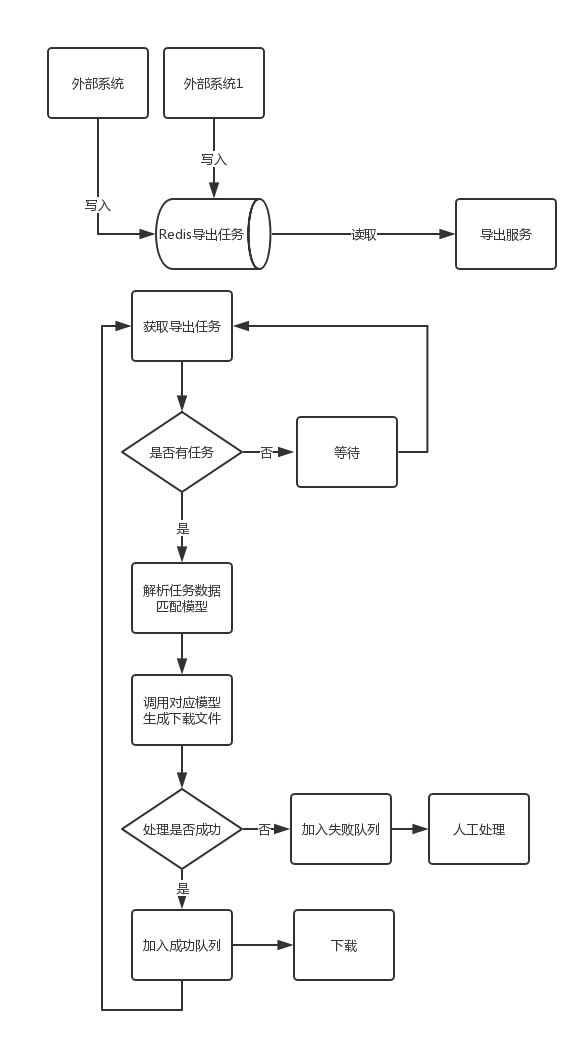 外部系统
外部系统1
写入
写入
Redis导出任务
读取
导出服务
获取导出任务
是否有任务
否
等待
是
解析任务数据
匹配模型
调用对应模型
生成下载文件
处理是否成功
否
加入失败队列
人工处理
是
加入成功队列
下载